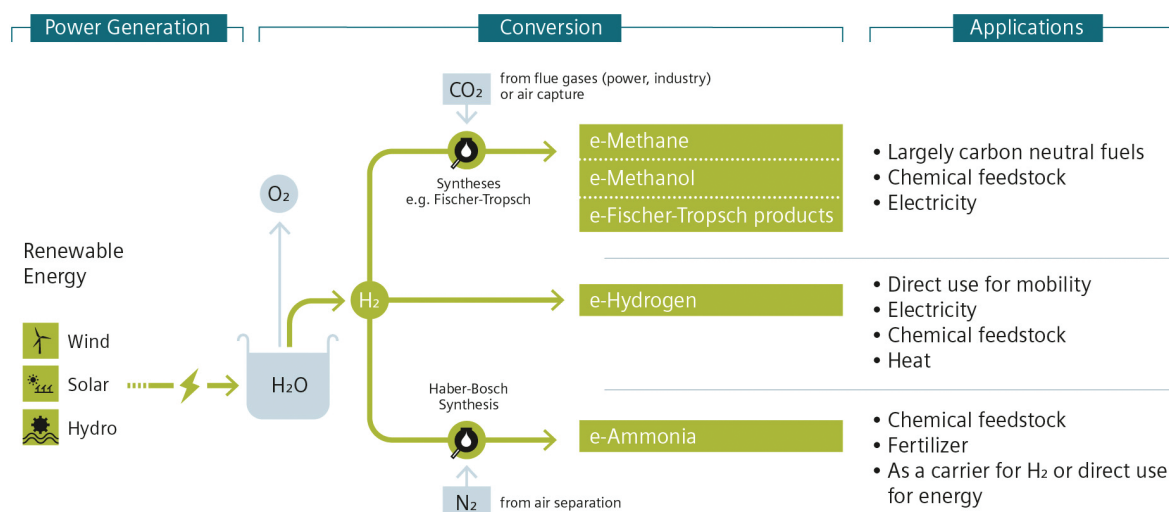 Power Generation
Conversion
Applications
CO₂
from flue gases (power, industry)
or air capture
Syntheses
e.g. Fischer-Tropsch
e-Methane
e-Methanol
e-Fischer-Tropsch products
• Largely carbon neutral fuels
• Chemical feedstock
• Electricity
O₂
Renewable
Energy
Wind
Solar
Hydro
H₂O
H₂
e-Hydrogen
• Direct use for mobility
• Electricity
• Chemical feedstock
• Heat
Haber-Bosch
Synthesis
e-Ammonia
N₂
from air separation
• Chemical feedstock
• Fertilizer
• As a carrier for H₂ or direct use
for energy